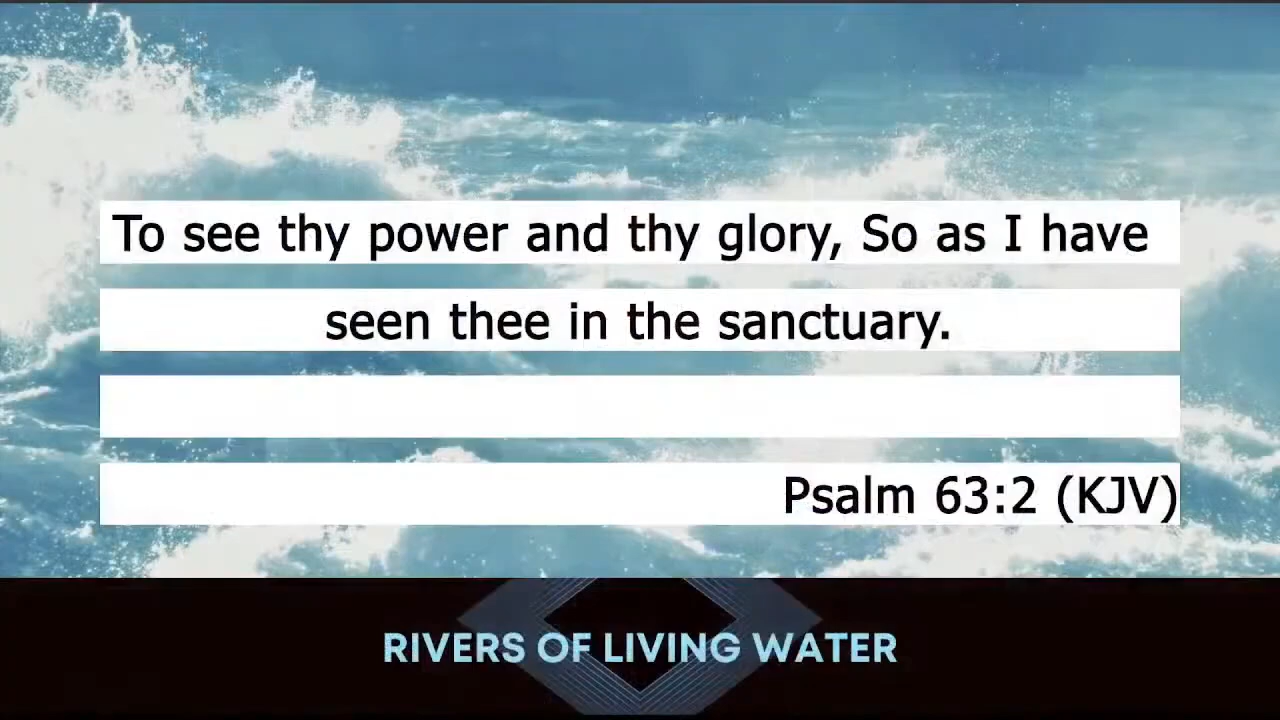 To see thy power and thy glory, So as I have
seen thee in the sanctuary.
Psalm 63:2 (KJV)
RIVERS OF LIVING WATER